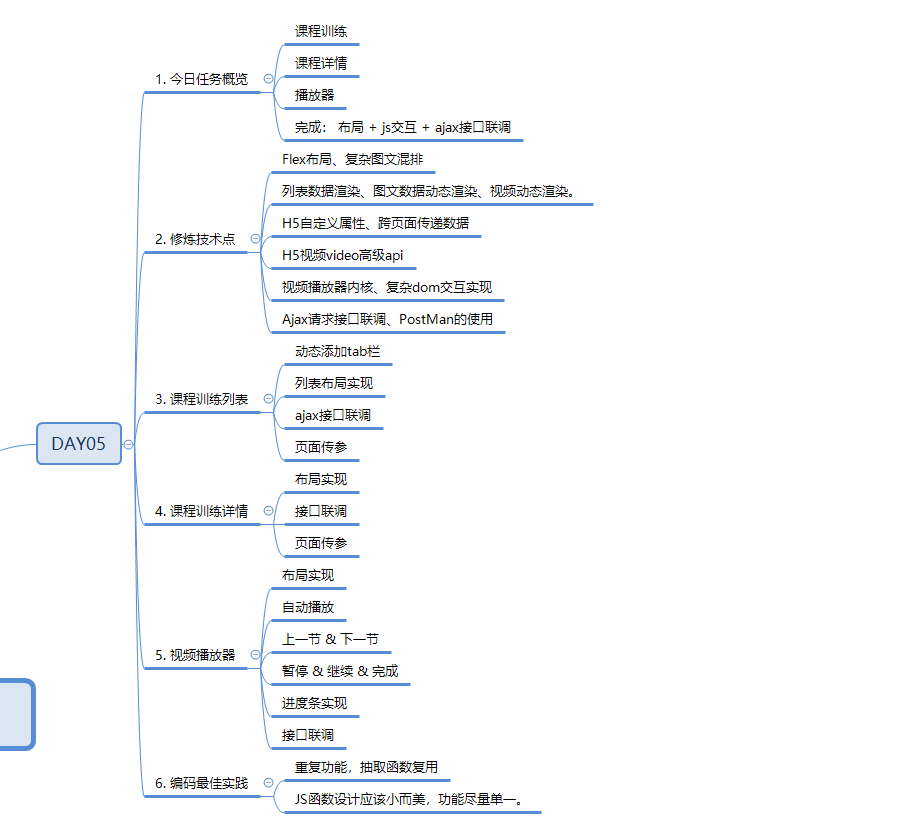 DAY05
1. 今日任务概览
课程训练
课程详情
播放器
完成： 布局 + js交互 + ajax接口联调
2. 修炼技术点
Flex布局、复杂图文混排
列表数据渲染、图文数据动态渲染、视频动态渲染。
H5自定义属性、跨页面传递数据
H5视频video高级api
视频播放器内核、复杂dom交互实现
Ajax请求接口联调、PostMan的使用
3. 课程训练列表
动态添加tab栏
列表布局实现
ajax接口联调
页面传参
4. 课程训练详情
布局实现
接口联调
页面传参
5. 视频播放器
布局实现
自动播放
上一节 & 下一节
暂停 & 继续 & 完成
进度条实现
接口联调
6. 编码最佳实践
重复功能，抽取函数复用
JS函数设计应该小而美，功能尽量单一。